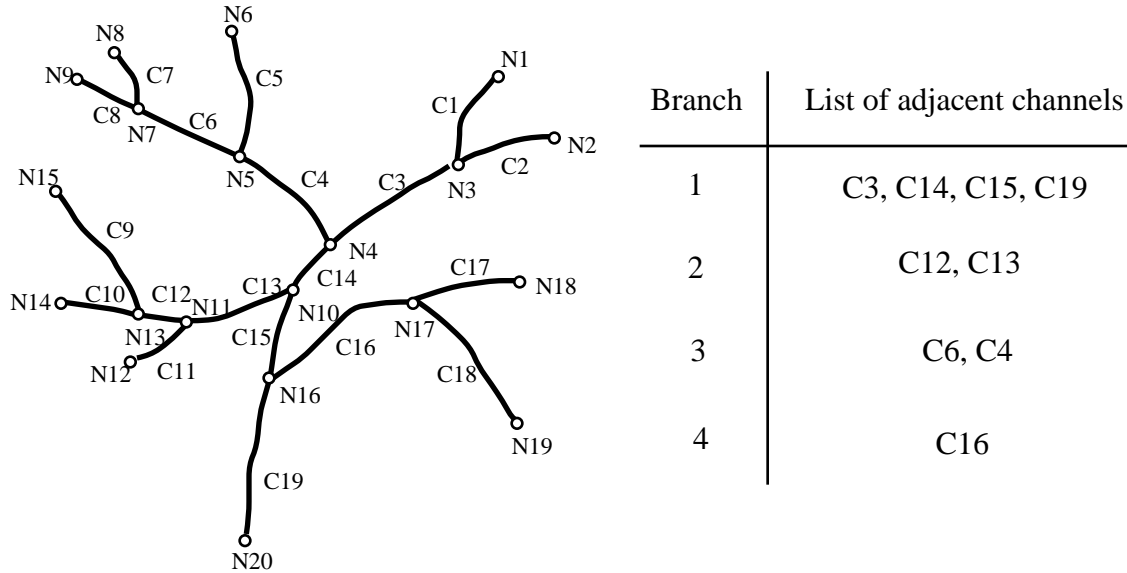 N6
N8
N9
C7
C8
N7
C6
C5
N5
C4
N1
C1
N2
C2
N3
C3
N4
N15
C9
N14
C10
C12
N11
N13
N12
C11
C13
C14
N10
C15
C16
C17
N18
N17
C18
N16
N19
C19
N20
Branch List of adjacent channels
1 C3, C14, C15, C19
2 C12, C13
3 C6, C4
4 C16